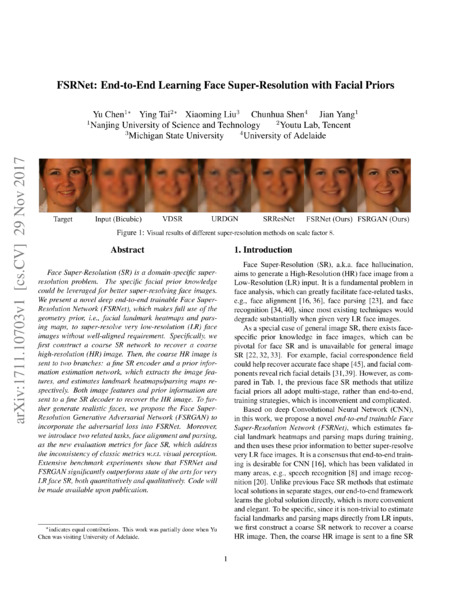 FSRNet: End-to-End Learning Face Super-Resolution with Facial Priors
Yu Chen1∗ Ying Tai2∗ Xiaoming Liu3 Chunhua Shen4 Jian Yang1
1Nanjing University of Science and Technology 2Youtu Lab, Tencent
3Michigan State University 4University of Adelaide
arXiv:1711.10703v1 [cs.CV] 29 Nov 2017
Target Input (Bicubic) VDSR URDGN SRResNet FSRNet (Ours) FSRGAN (Ours)
Figure 1: Visual results of different super-resolution methods on scale factor 8.
Abstract
Face Super-Resolution (SR) is a domain-specific super-
resolution problem. The specific facial prior knowledge
could be leveraged for better super-resolving face images.
We present a novel deep end-to-end trainable Face Super-
Resolution Network (FSRNet), which makes full use of the
geometry prior, i.e., facial landmark heatmaps and pars-
ing maps, to super-resolve very low-resolution (LR) face
images without well-aligned requirement. Specifically, we
first construct a coarse SR network to recover a coarse
high-resolution (HR) image. Then, the coarse HR image is
sent to two branches: a fine SR encoder and a prior infor-
mation estimation network, which extracts the image fea-
tures, and estimates landmark heatmaps/parsing maps re-
spectively. Both image features and prior information are
sent to a fine SR decoder to recover the HR image. To fur-
ther generate realistic faces, we propose the Face Super-
Resolution Generative Adversarial Network (FSRGAN) to
incorporate the adversarial loss into FSRNet. Moreover,
we introduce two related tasks, face alignment and parsing,
as the new evaluation metrics for face SR, which address
the inconsistency of classic metrics w.r.t. visual perception.
Extensive benchmark experiments show that FSRNet and
FSRGAN significantly outperforms state of the arts for very
LR face SR, both quantitatively and qualitatively. Code will
be made available upon publication.
∗indicates equal contributions. This work was partially done when Yu
Chen was visiting University of Adelaide.
1. Introduction
Face Super-Resolution (SR), a.k.a. face hallucination,
aims to generate a High-Resolution (HR) face image from a
Low-Resolution (LR) input. It is a fundamental problem in
face analysis, which can greatly facilitate face-related tasks,
e.g., face alignment [16, 36], face parsing [23], and face
recognition [34, 40], since most existing techniques would
degrade substantially when given very LR face images.
As a special case of general image SR, there exists face-
specific prior knowledge in face images, which can be
pivotal for face SR and is unavailable for general image
SR [22, 32, 33]. For example, facial correspondence field
could help recover accurate face shape [45], and facial com-
ponents reveal rich facial details [31,39]. However, as com-
pared in Tab. 1, the previous face SR methods that utilize
facial priors all adopt multi-stage, rather than end-to-end,
training strategies, which is inconvenient and complicated.
Based on deep Convolutional Neural Network (CNN),
in this work, we propose a novel end-to-end trainable Face
Super-Resolution Network (FSRNet), which estimates fa-
cial landmark heatmaps and parsing maps during training,
and then uses these prior information to better super-resolve
very LR face images. It is a consensus that end-to-end train-
ing is desirable for CNN [16], which has been validated in
many areas, e.g., speech recognition [8] and image recog-
nition [20]. Unlike previous Face SR methods that estimate
local solutions in separate stages, our end-to-end framework
learns the global solution directly, which is more convenient
and elegant. To be specific, since it is non-trivial to estimate
facial landmarks and parsing maps directly from LR inputs,
we first construct a coarse SR network to recover a coarse
HR image. Then, the coarse HR image is sent to a fine SR
1